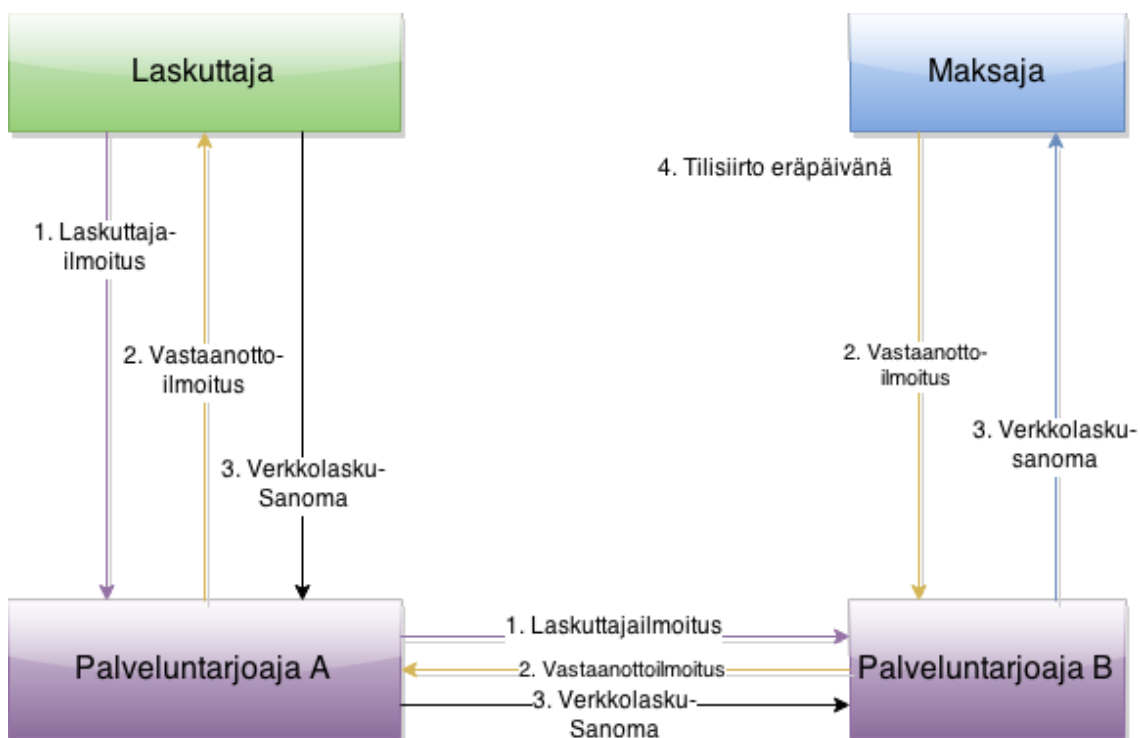 Laskuttaja
Maksaja
4. Tilisiirto eräpäivänä
1. Laskuttaja-
ilmoitus
2. Vastaanotto-
ilmoitus
2. Vastaanotto-
ilmoitus
3. Verkkolasku-
sanoma
3. Verkkolasku-
Sanoma
Palveluntarjoaja A
1. Laskuttajailmoitus
2. Vastaanottoilmoitus
3. Verkkolasku-
Sanoma
Palveluntarjoaja B